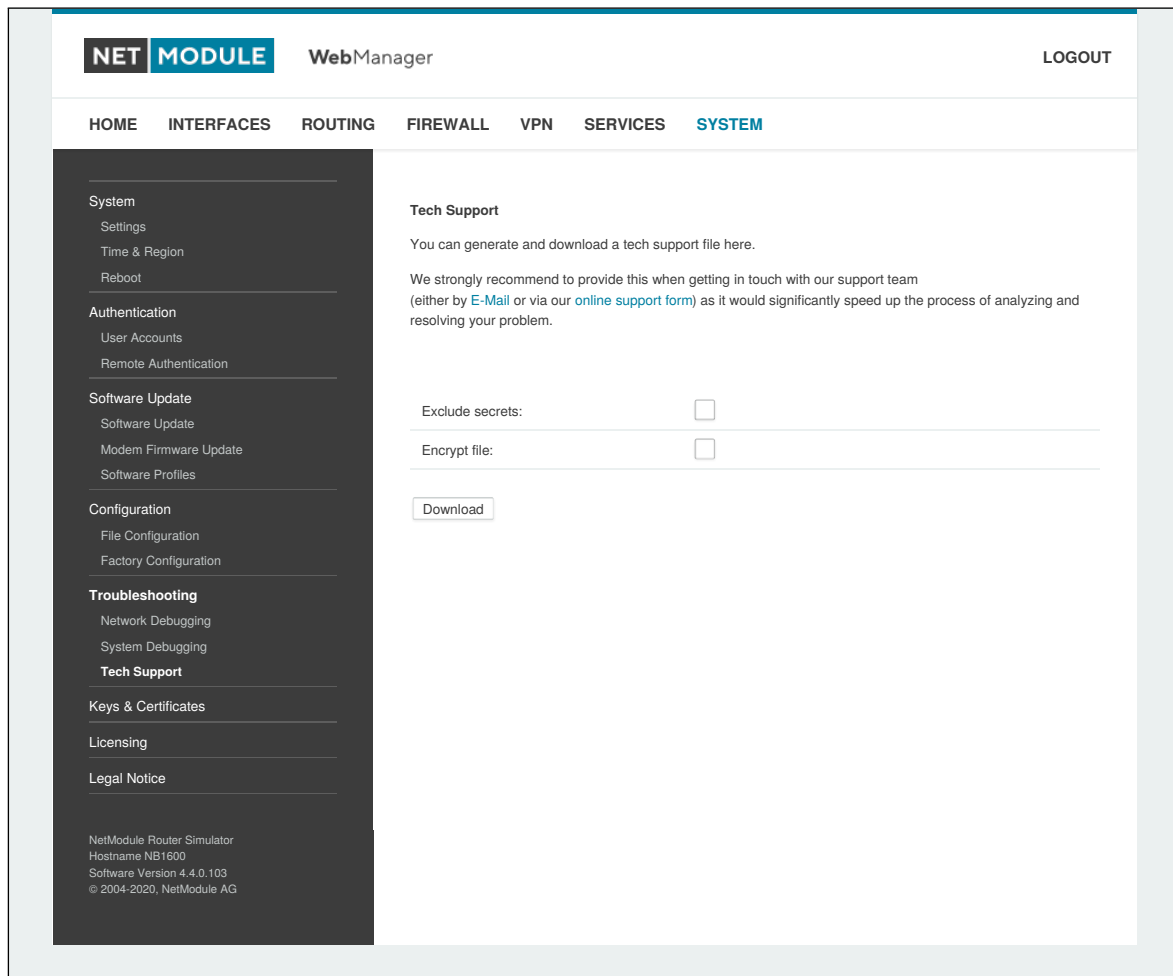 NET MODULE WebManager LOGOUT
HOME INTERFACES ROUTING FIREWALL VPN SERVICES SYSTEM
System
Settings
Time & Region
Reboot
Authentication
User Accounts
Remote Authentication
Software Update
Software Update
Modem Firmware Update
Software Profiles
Configuration
File Configuration
Factory Configuration
Troubleshooting
Network Debugging
System Debugging
Tech Support
Keys & Certificates
Licensing
Legal Notice
NetModule Router Simulator
Hostname NB1600
Software Version 4.4.0.103
© 2004-2020, NetModule AG
Tech Support
You can generate and download a tech support file here.
We strongly recommend to provide this when getting in touch with our support team
(either by E-Mail or via our online support form) as it would significantly speed up the process of analyzing and
resolving your problem.
Exclude secrets:
Encrypt file:
Download